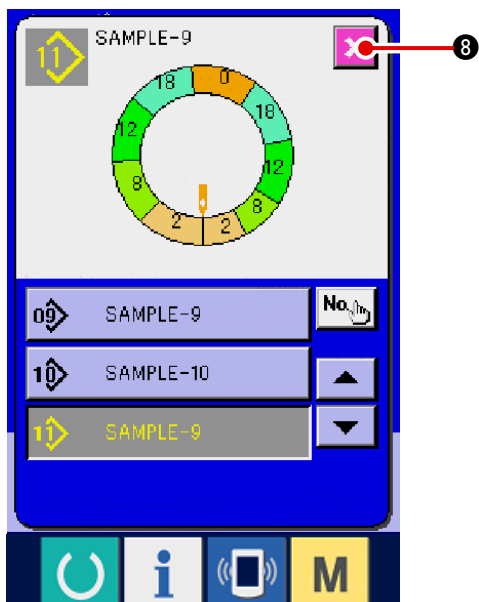 11 SAMPLE-9
X
8
18 0 18
12 12
8 8
2 2
09 SAMPLE-9 No.
10 SAMPLE-10
11 SAMPLE-9
i M